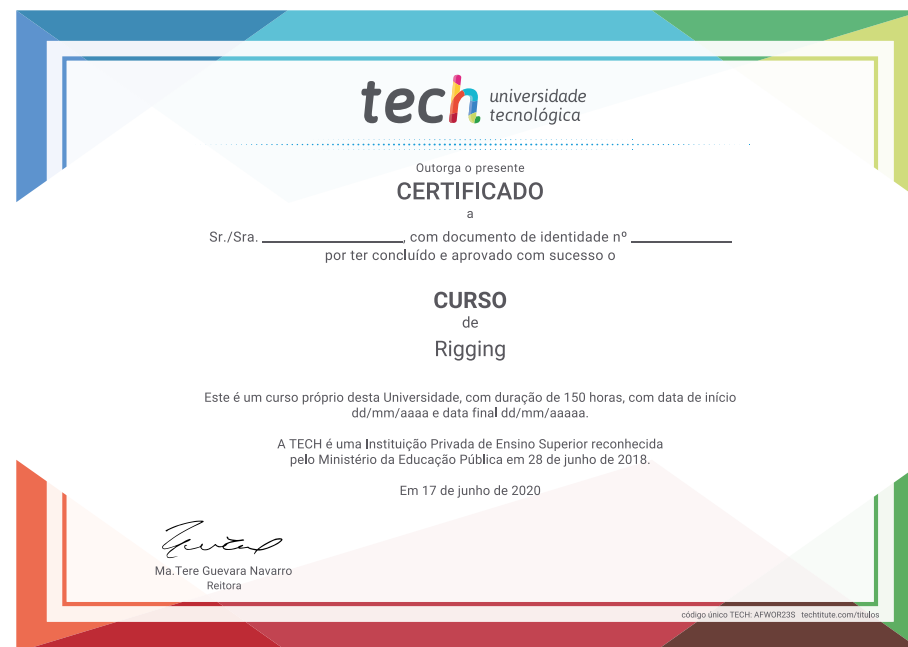 tech universidade
tecnológica
Outorga o presente
CERTIFICADO
a
Sr./Sra. ____________________, com documento de identidade nº ______________
por ter concluído e aprovado com sucesso o
CURSO
de
Rigging
Este é um curso próprio desta Universidade, com duração de 150 horas, com data de início
dd/mm/aaaa e data final dd/mm/aaaaa.
A TECH é uma Instituição Privada de Ensino Superior reconhecida
pelo Ministério da Educação Pública em 28 de junho de 2018.
Em 17 de junho de 2020
Ma.Tere Guevara Navarro
Reitora
código único TECH: AFWOR23S techtitute.com/titulos